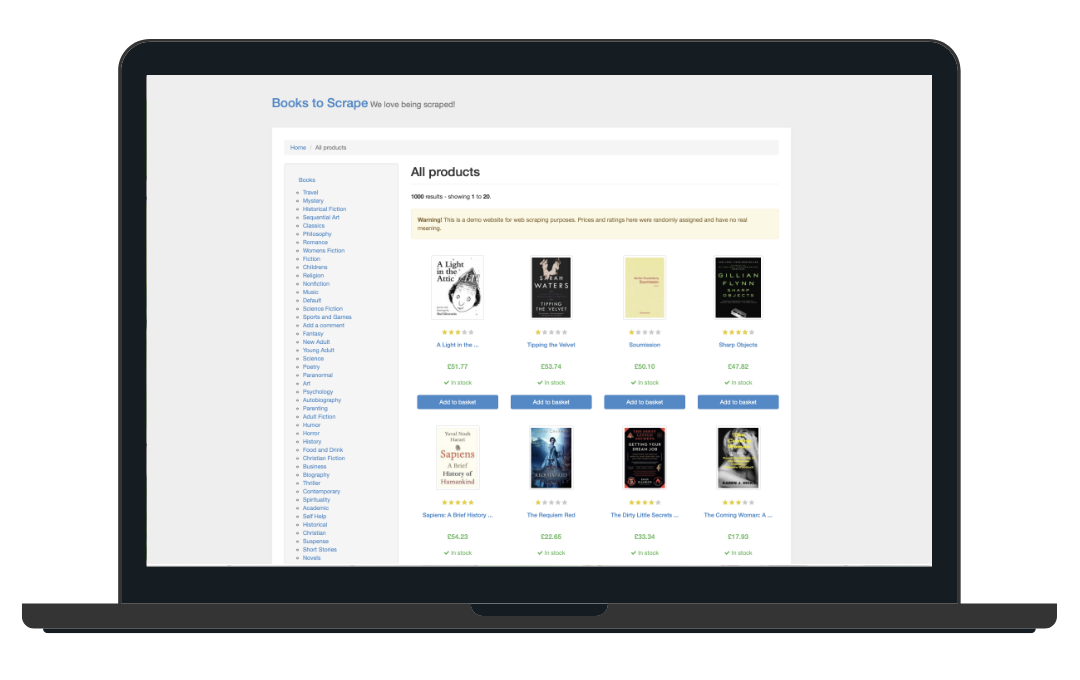 Books to Scrape We love being scraped!
Home / All products
Books
Travel
Mystery
Historical Fiction
Sequential Art
Classics
Philosophy
Romance
Womens Fiction
Fiction
Childrens
Religion
Nonfiction
Music
Default
Science Fiction
Sports and Games
Add a comment
Fantasy
New Adult
Young Adult
Science
Poetry
Paranormal
Art
Psychology
Autobiography
Parenting
Adult Fiction
Humor
Horror
History
Food and Drink
Christian Fiction
Business
Biography
Thriller
Contemporary
Spirituality
Academic
Self Help
Historical
Christian
Suspense
Short Stories
Novels
All products
1000 results - showing 1 to 20.
Warning! This is a demo website for web scraping purposes. Prices and ratings here were randomly assigned and have no real
meaning.
A Light
in the
Attic
SARAH
WATERS
TIPPING
THE VELVET
Soumission
GILLIAN
FLYNN
SHARP
OBJECTS
A Light in the ...
Tipping the Velvet
Soumission
Sharp Objects
£51.77
£53.74
£50.10
£47.82
In stock
In stock
In stock
In stock
Add to basket
Add to basket
Add to basket
Add to basket
Yuval Noah
Harari
Sapiens
A Brief
History of
Humankind
GETTING YOUR
DREAM JOB
Sapiens: A Brief History ...
The Requiem Red
The Dirty Little Secrets ...
The Coming Woman: A ...
£54.23
£22.65
£33.34
£17.93
In stock
In stock
In stock
In stock